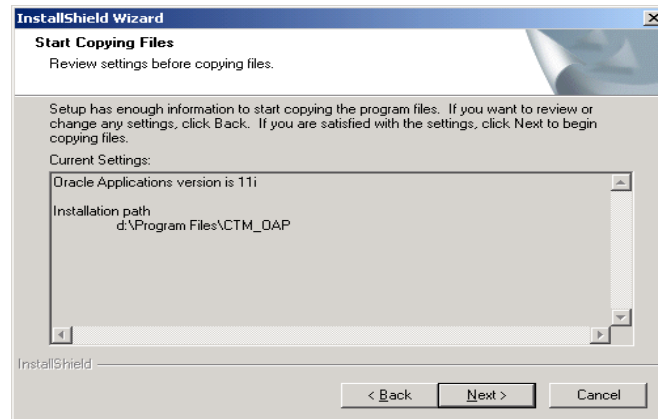 InstallShield Wizard
Start Copying Files
Review settings before copying files.
Setup has enough information to start copying the program files. If you want to review or
change any settings, click Back. If you are satisfied with the settings, click Next to begin
copying files.
Current Settings:
Oracle Applications version is 11i
Installation path
d:\Program Files\CTM_OAP
InstallShield
< Back
Next >
Cancel